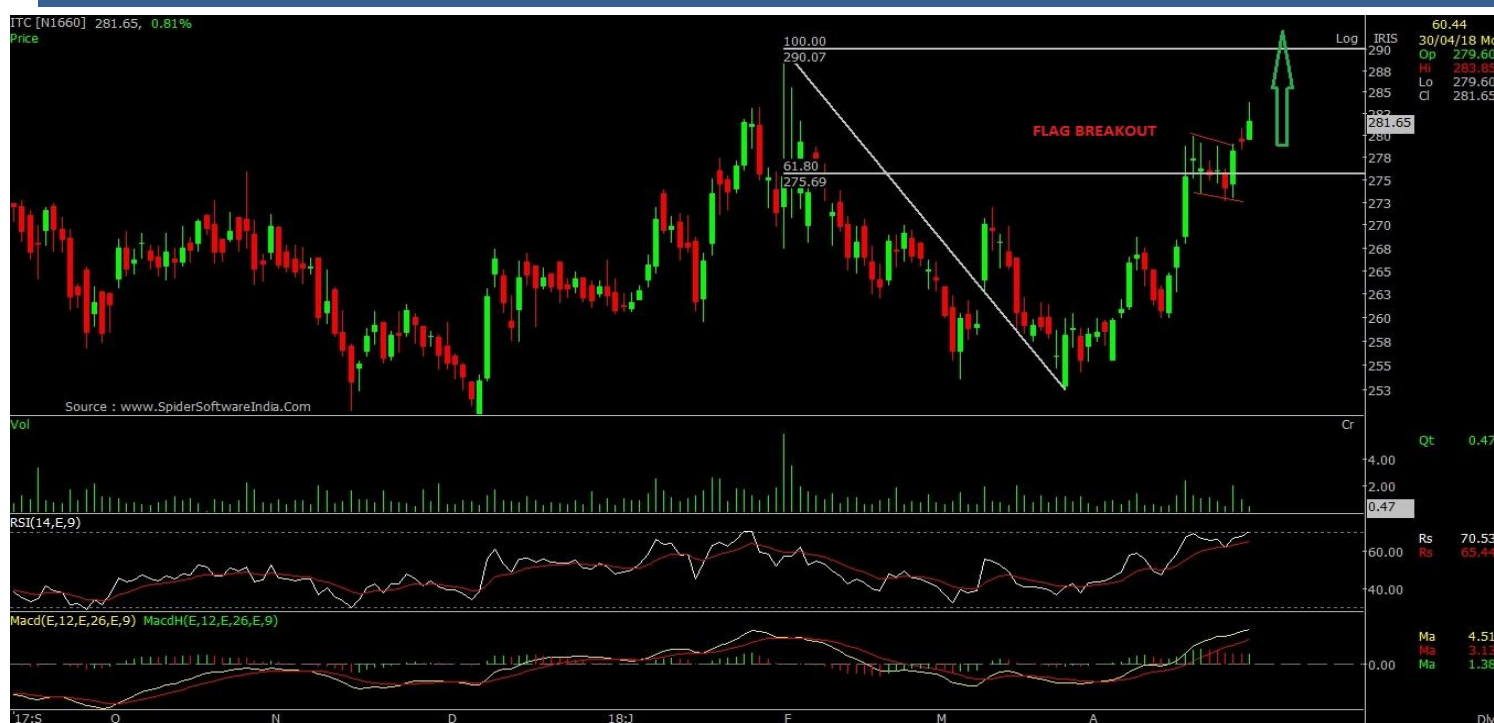 ITC [N1660] 281.65, 0.81%
Price
100.00
290.07
Log
IRIS
60.44
30/04/18 Mo
Op 279.60
Hi 283.85
Lo 279.60
Cl 281.65
290
288
285
281.65
280
278
275
273
270
268
265
263
260
258
255
253
FLAG BREAKOUT
61.80
275.69
Source : www.SpiderSoftwareIndia.Com
Vol
Cr
Qt 0.47
4.00
2.00
0.47
RSI(14,E,9)
60.00
40.00
Rs 70.53
Rs 65.44
Macd(E,12,E,26,E,9) MacdH(E,12,E,26,E,9)
0.00
Ma 4.51
Ma 3.13
Ma 1.38
'17:S O N D 18:J F M A